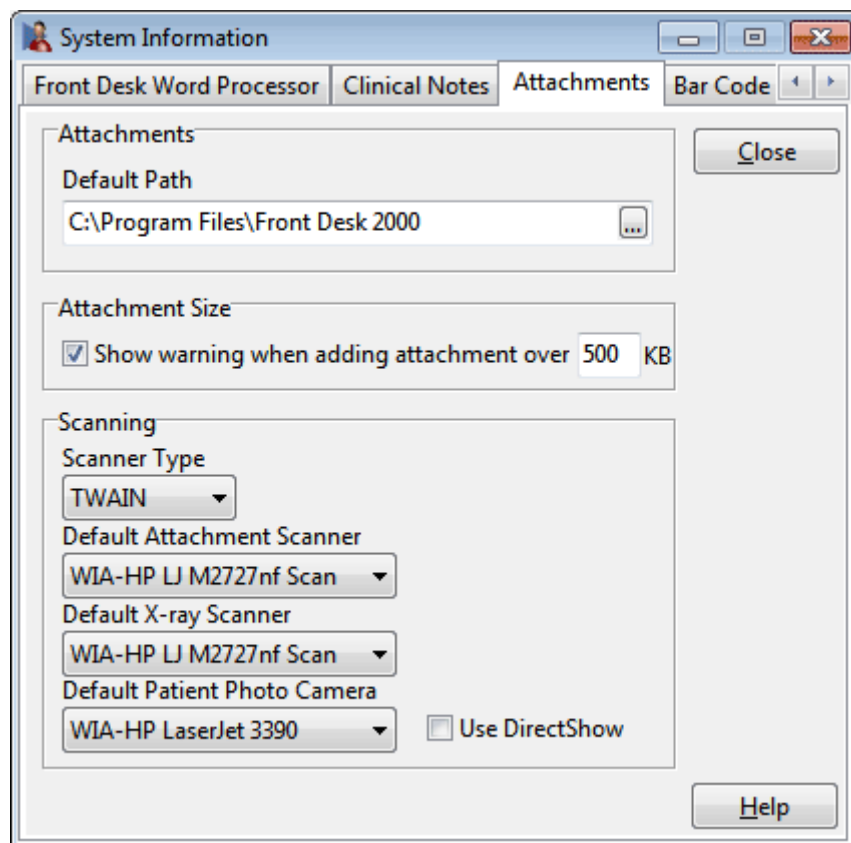 System Information
Front Desk Word Processor Clinical Notes Attachments Bar Code
Attachments
Close
Default Path
C:\Program Files\Front Desk 2000 ...
Attachment Size
Show warning when adding attachment over 500 KB
Scanning
Scanner Type
TWAIN
Default Attachment Scanner
WIA-HP LJ M2727nf Scan
Default X-ray Scanner
WIA-HP LJ M2727nf Scan
Default Patient Photo Camera
WIA-HP LaserJet 3390 Use DirectShow
Help